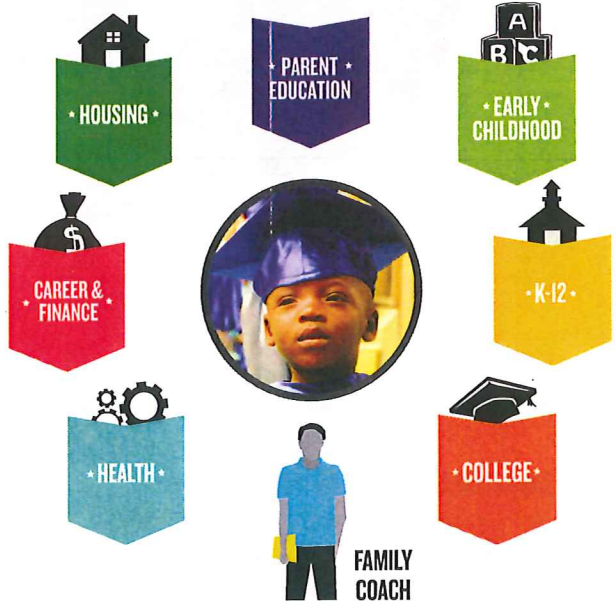 * PARENT *
EDUCATION
* HOUSING *
A
B C
* EARLY *
CHILDHOOD
$
CAREER &
* FINANCE *
* K-12 *
* HEALTH *
* COLLEGE *
FAMILY
COACH